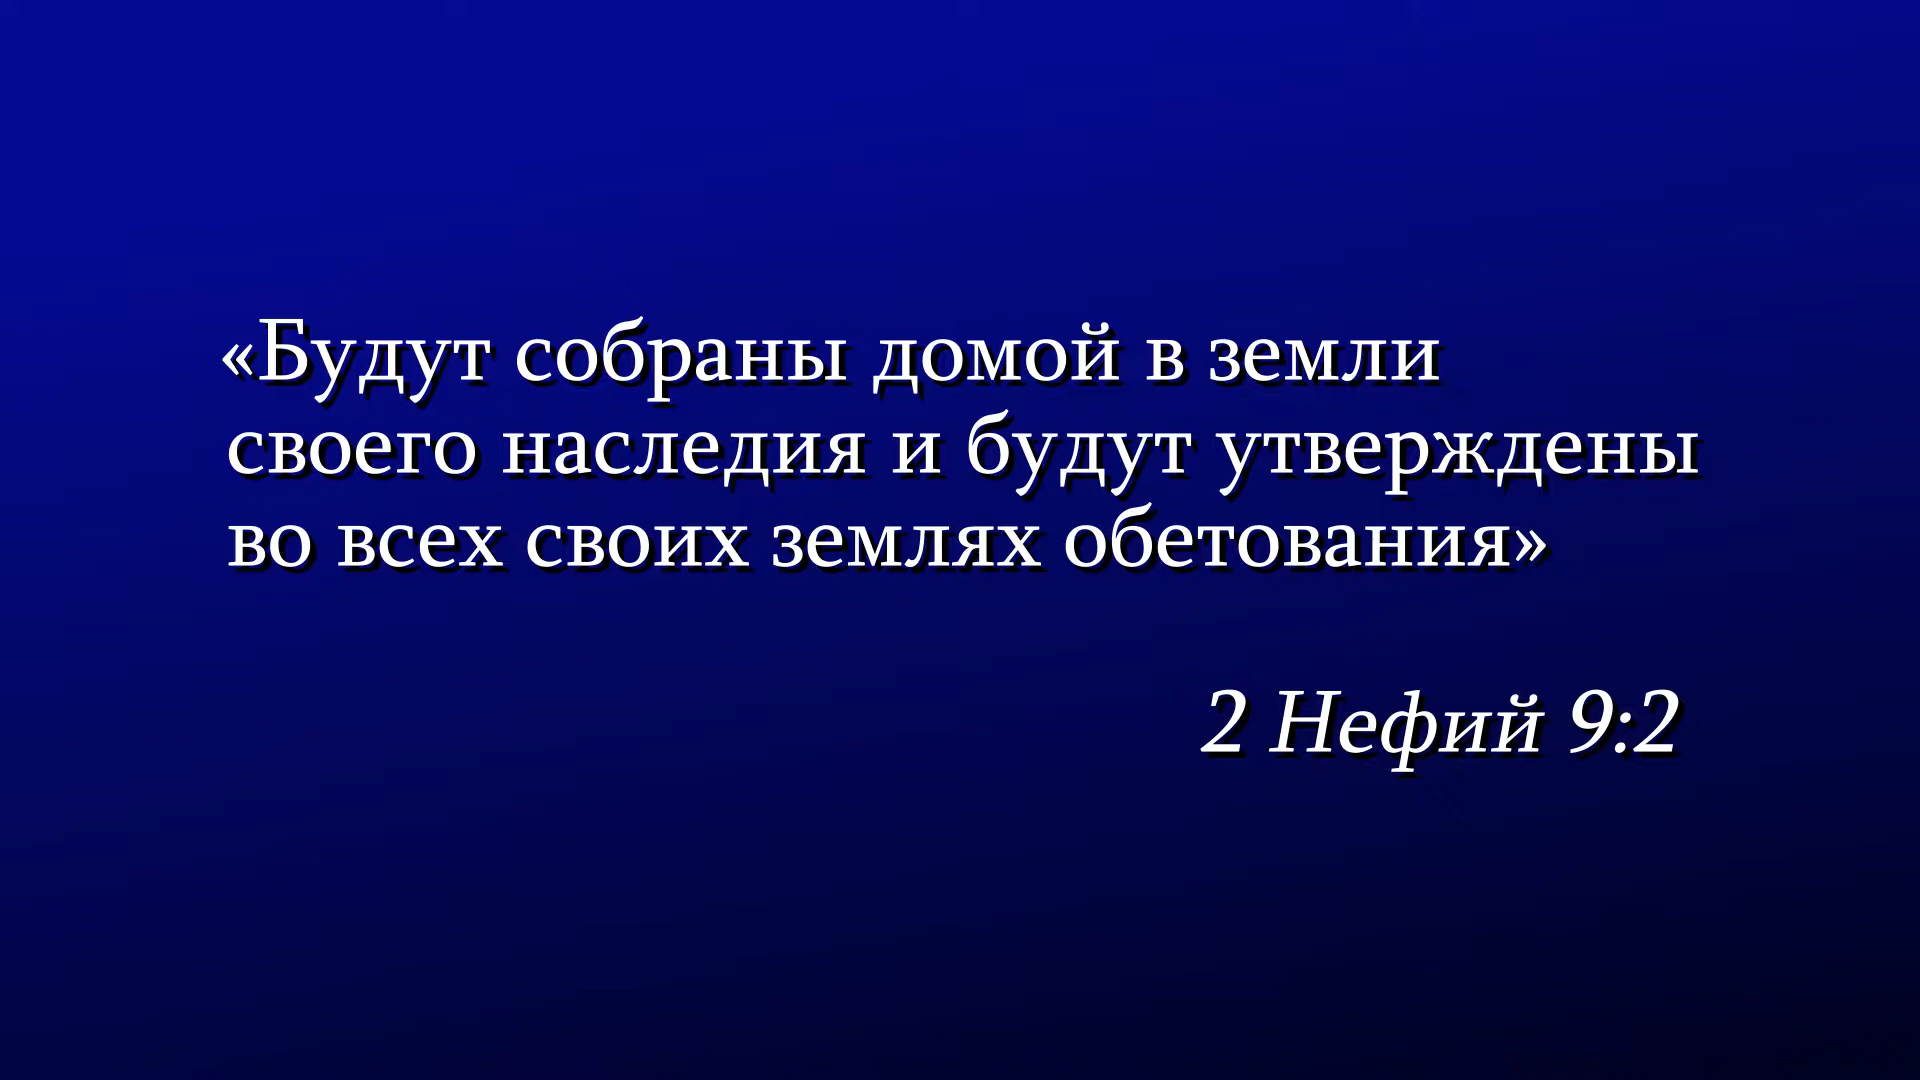 «Будут собраны домой в земли
своего наследия и будут утверждены
во всех своих землях обетования»
2 Нефий 9:2